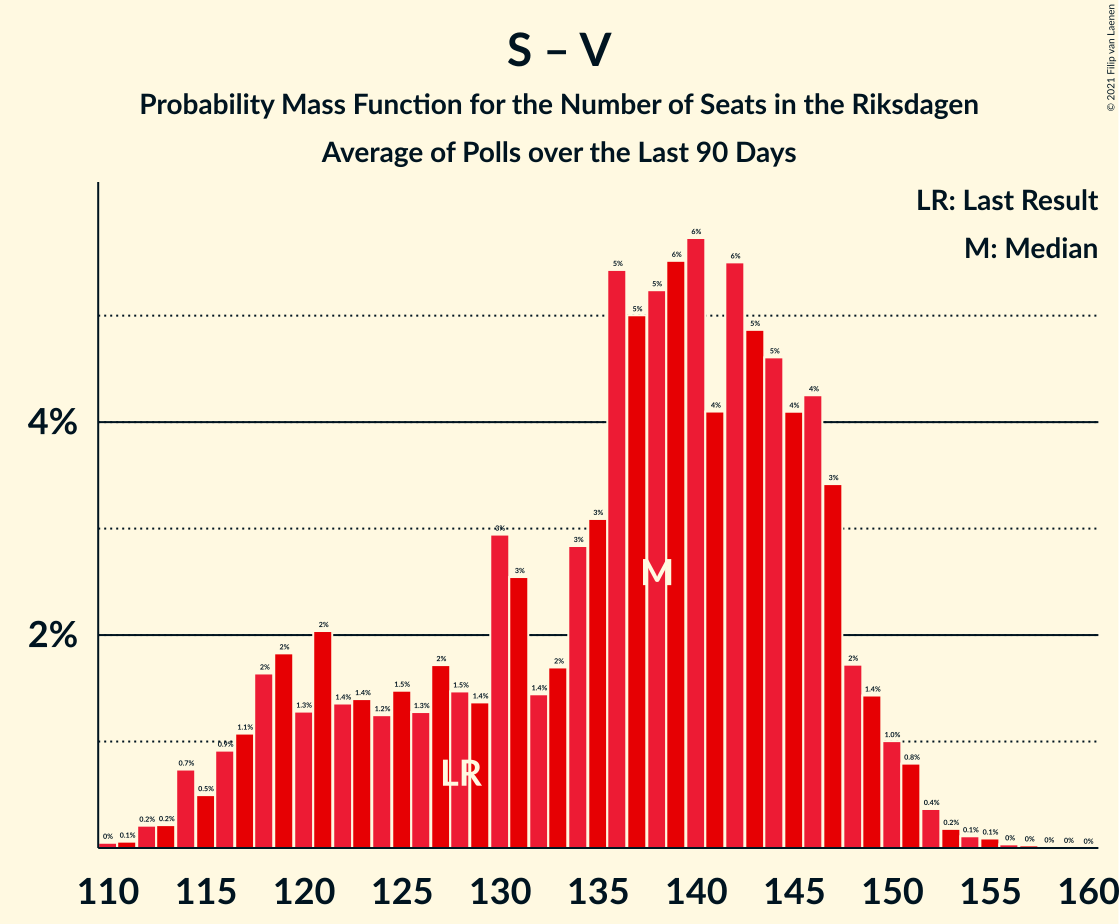 S – V
Probability Mass Function for the Number of Seats in the Riksdagen
Average of Polls over the Last 90 Days
© 2021 Filip van Laenen
LR: Last Result
M: Median
4%
2%
0% 0.1% 0.2% 0.2% 0.7% 0.5% 0.9% 1.1% 2% 2% 1.3% 2% 1.4% 1.4% 1.2% 1.5% 1.3% 2% 1.5% 1.4% 3% 3% 1.4% 2% 3% 3% 5% 5% 5% 6% 6% 4% 6% 5% 5% 4% 4% 3% 2% 1.4% 1.0% 0.8% 0.4% 0.2% 0.1% 0.1% 0% 0% 0% 0% 0%
M
LR
110 115 120 125 130 135 140 145 150 155 160